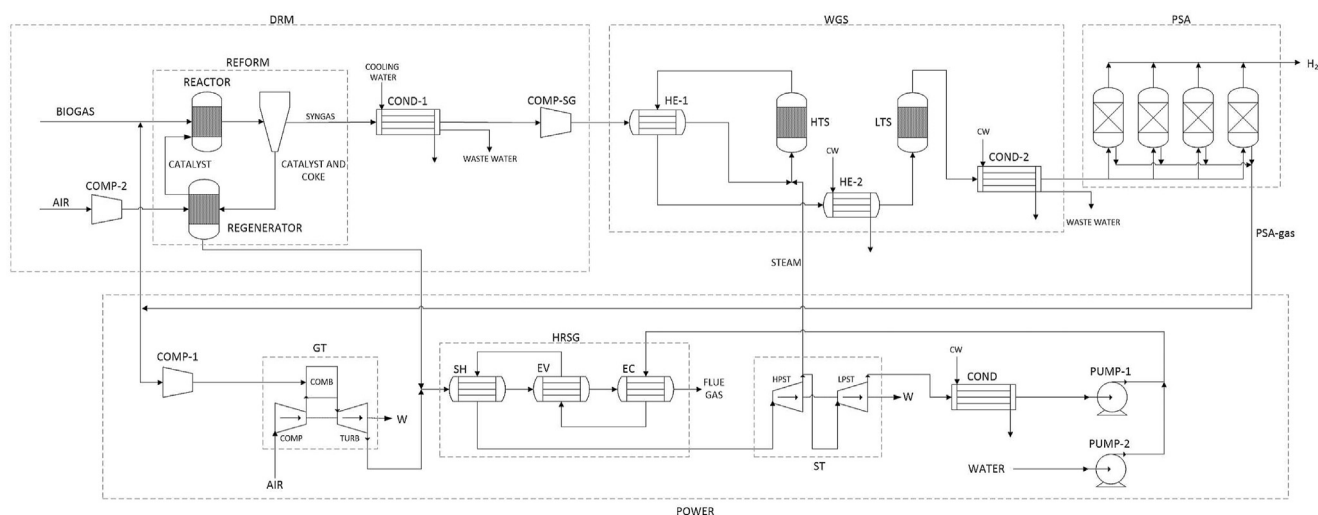 DRM
WGS
PSA
REFORM
REACTOR
COOLING
WATER
COND-1
COMP-SG
HE-1
H₂
BIOGAS
SYNGAS
HTS
LTS
CW
COND-2
WASTE WATER
CATALYST
CATALYST AND
COKE
CW
HE-2
COMP-2
AIR
REGENERATOR
WASTE WATER
PSA-gas
STEAM
COMP-1
GT
HRSG
SH
EV
EC
HPST
LPST
CW
COND
PUMP-1
COMB
FLUE
GAS
W
W
COMP
TURB
PUMP-2
ST
WATER
AIR
POWER